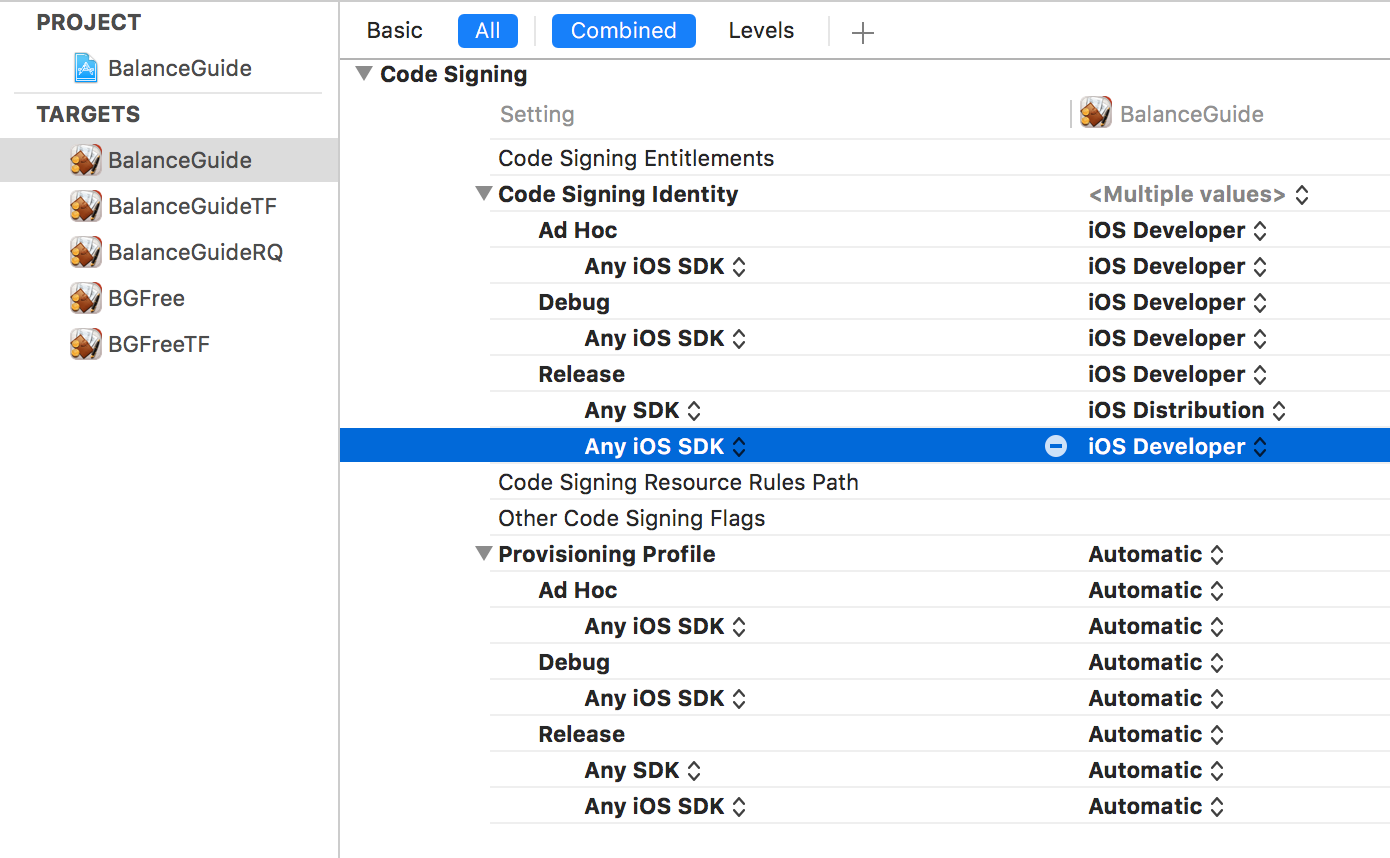 PROJECT
BalanceGuide
TARGETS
BalanceGuide
BalanceGuideTF
BalanceGuideRQ
BGFree
BGFreeTF
Basic All Combined Levels +
Code Signing
Setting BalanceGuide
Code Signing Entitlements
Code Signing Identity <Multiple values>
Ad Hoc iOS Developer
Any iOS SDK iOS Developer
Debug iOS Developer
Any iOS SDK iOS Developer
Release iOS Developer
Any SDK iOS Distribution
Any iOS SDK iOS Developer
Code Signing Resource Rules Path
Other Code Signing Flags
Provisioning Profile Automatic
Ad Hoc Automatic
Any iOS SDK Automatic
Debug Automatic
Any iOS SDK Automatic
Release Automatic
Any SDK Automatic
Any iOS SDK Automatic